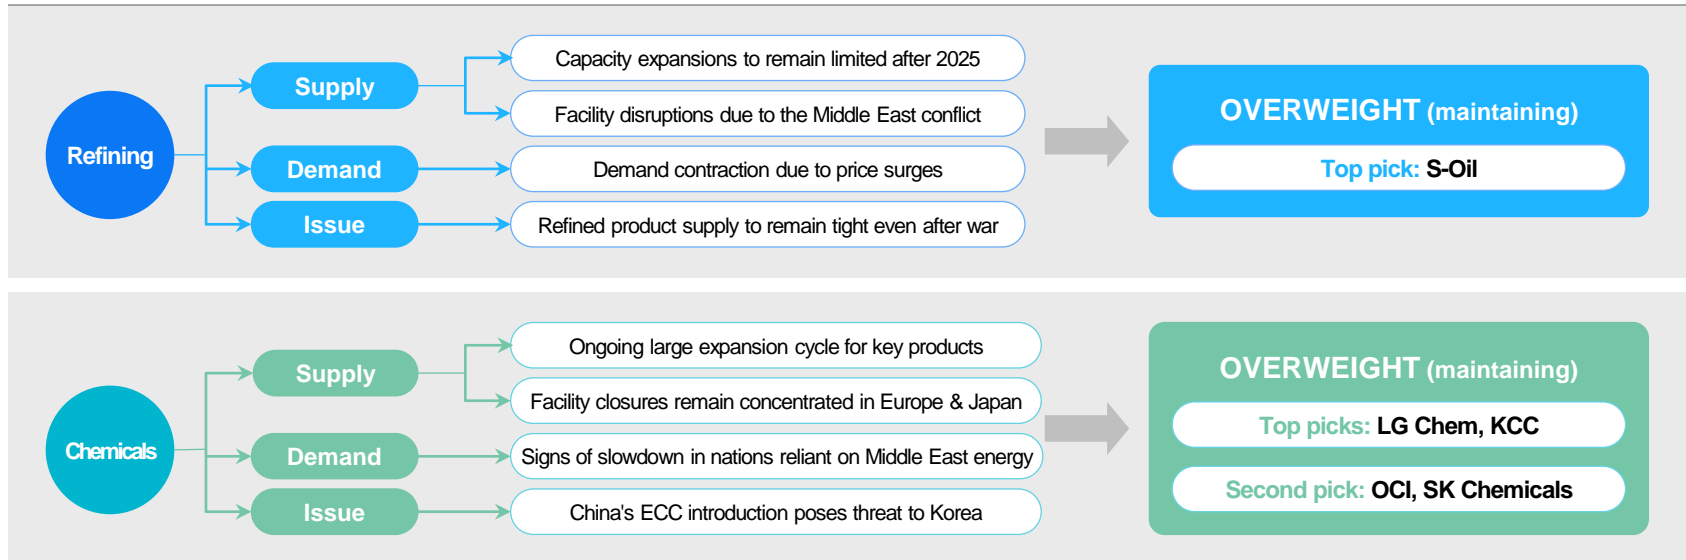 Refining
Supply
Capacity expansions to remain limited after 2025
Facility disruptions due to the Middle East conflict
Demand
Demand contraction due to price surges
Issue
Refined product supply to remain tight even after war
OVERWEIGHT (maintaining)
Top pick: S-Oil
Chemicals
Supply
Ongoing large expansion cycle for key products
Facility closures remain concentrated in Europe & Japan
Demand
Signs of slowdown in nations reliant on Middle East energy
Issue
China's ECC introduction poses threat to Korea
OVERWEIGHT (maintaining)
Top picks: LG Chem, KCC
Second pick: OCI, SK Chemicals